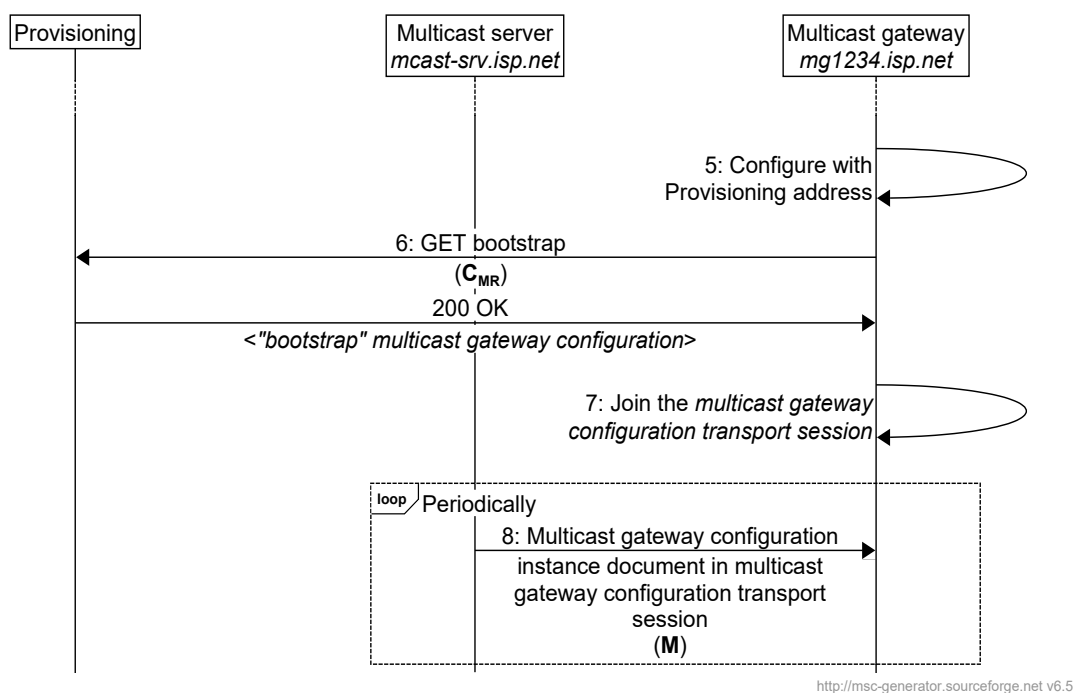 Provisioning
Multicast server
mcast-srv.isp.net
Multicast gateway
mg1234.isp.net
5: Configure with
Provisioning address
6: GET bootstrap
(CMR)
200 OK
<"bootstrap" multicast gateway configuration>
7: Join the multicast gateway
configuration transport session
loop
Periodically
8: Multicast gateway configuration
instance document in multicast
gateway configuration transport
session
(M)
http://msc-generator.sourceforge.net v6.5